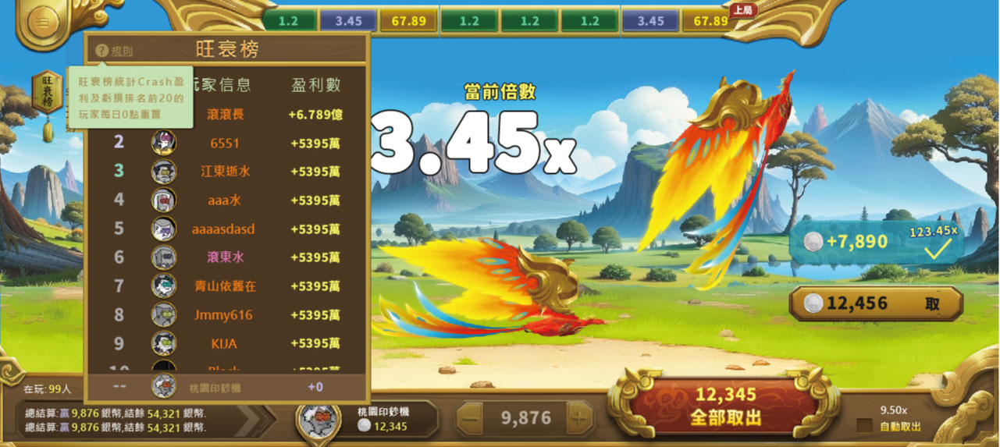 1.2 3.45 67.89 1.2 1.2 1.2 3.45 67.89
上局
? 規則
旺衰榜
旺衰榜
旺衰榜統計Crash盈
利及虧損排名前20的
玩家每日0點重置
玩家信息 盈利數
滾滾長 +6.789億
2 6551 +5395萬
3 江東逝水 +5395萬
4 aaa水 +5395萬
5 aaaasdasd +5395萬
6 滾東水 +5395萬
7 青山依舊在 +5395萬
8 Jmmy616 +5395萬
9 KIJA +5395萬
10 Black +5395萬
-- 桃園印鈔機 +0
當前倍數
3.45x
+7,890 123.45x
12,456 取
在玩: 99人
總結算: 贏 9,876 銀幣,結餘 54,321 銀幣.
總結算: 贏 9,876 銀幣,結餘 54,321 銀幣.
桃園印鈔機
12,345
9,876
12,345
全部取出
9.50x
自動取出